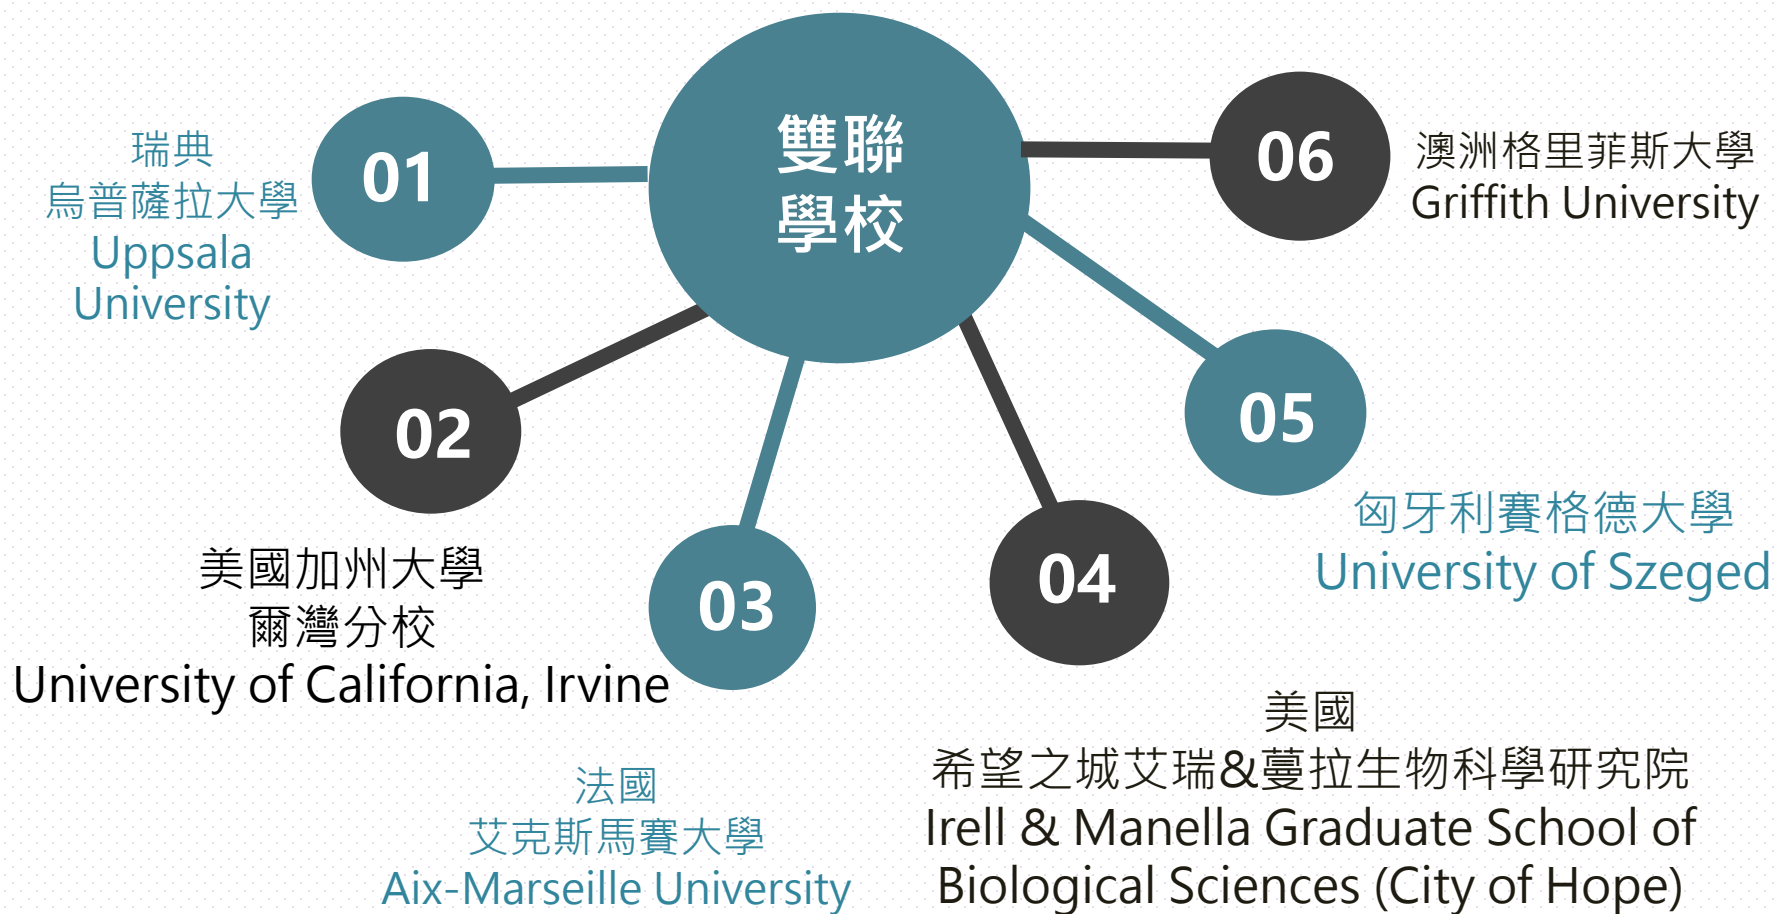 雙聯
學校
01
瑞典
烏普薩拉大學
Uppsala
University
02
美國加州大學
爾灣分校
University of California, Irvine
03
法國
艾克斯馬賽大學
Aix-Marseille University
04
美國
希望之城艾瑞&蔓拉生物科學研究院
Irell & Manella Graduate School of
Biological Sciences (City of Hope)
05
匈牙利賽格德大學
University of Szeged
06
澳洲格里菲斯大學
Griffith University